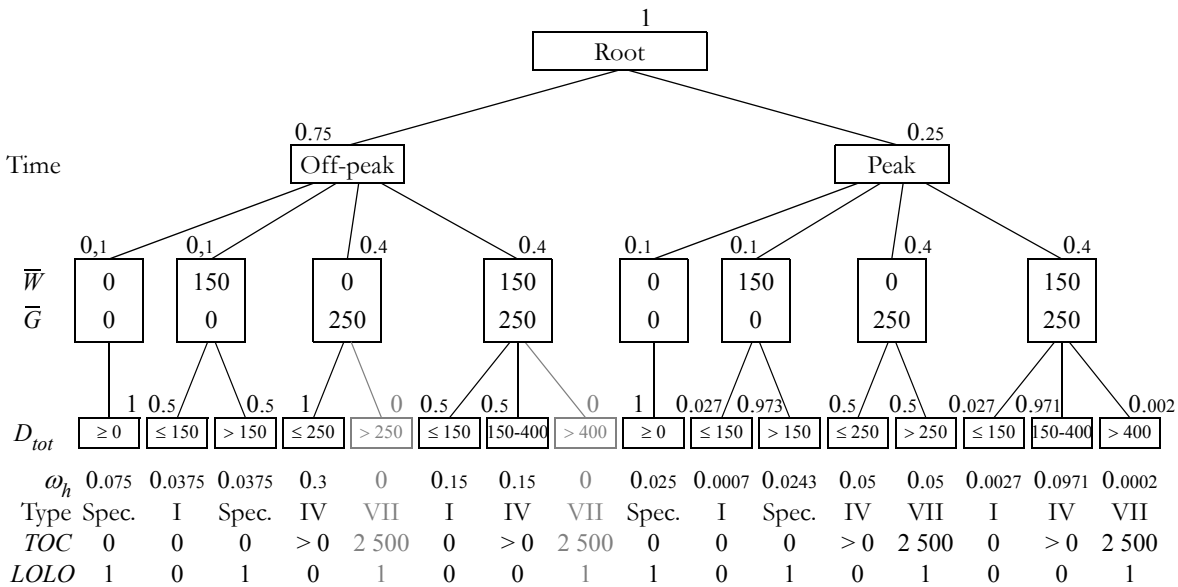 1
Root
0.75 0.25
Time Off-peak Peak
0,1 0,1 0.4 0.4 0.1 0.1 0.4 0.4
W 0 150 0 150 0 150 0 150
G 0 0 250 250 0 0 250 250
1 0.5 0.5 1 0 0.5 0.5 0 1 0.027 0.973 0.5 0.5 0.027 0.971 0.002
D_tot ≥ 0 ≤ 150 > 150 ≤ 250 > 250 ≤ 150 150-400 > 400 ≥ 0 ≤ 150 > 150 ≤ 250 > 250 ≤ 150 150-400 > 400
ω_h 0.075 0.0375 0.0375 0.3 0 0.15 0.15 0 0.025 0.0007 0.0243 0.05 0.05 0.0027 0.0971 0.0002
Type Spec. I Spec. IV VII I IV VII Spec. I Spec. IV VII I IV VII
TOC 0 0 0 > 0 2 500 0 > 0 2 500 0 0 0 > 0 2 500 0 > 0 2 500
LOLO 1 0 1 0 1 0 0 1 1 0 1 0 1 0 0 1